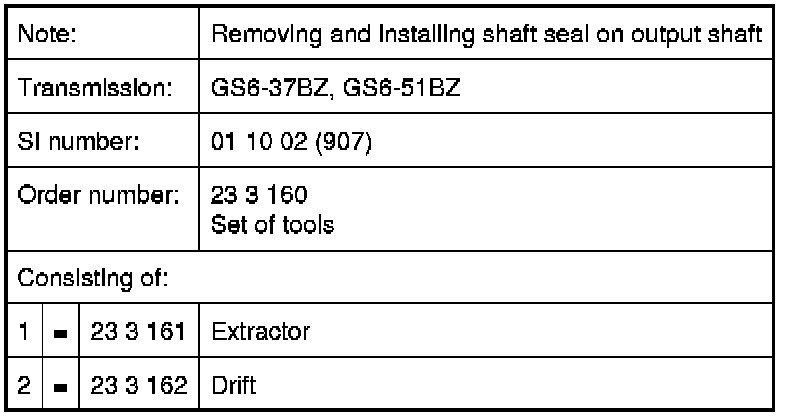 Note: Removing and installing shaft seal on output shaft
Transmission: GS6-37BZ, GS6-51BZ
SI number: 01 10 02 (907)
Order number: 23 3 160
Set of tools
Consisting of:
1 = 23 3 161 Extractor
2 = 23 3 162 Drift